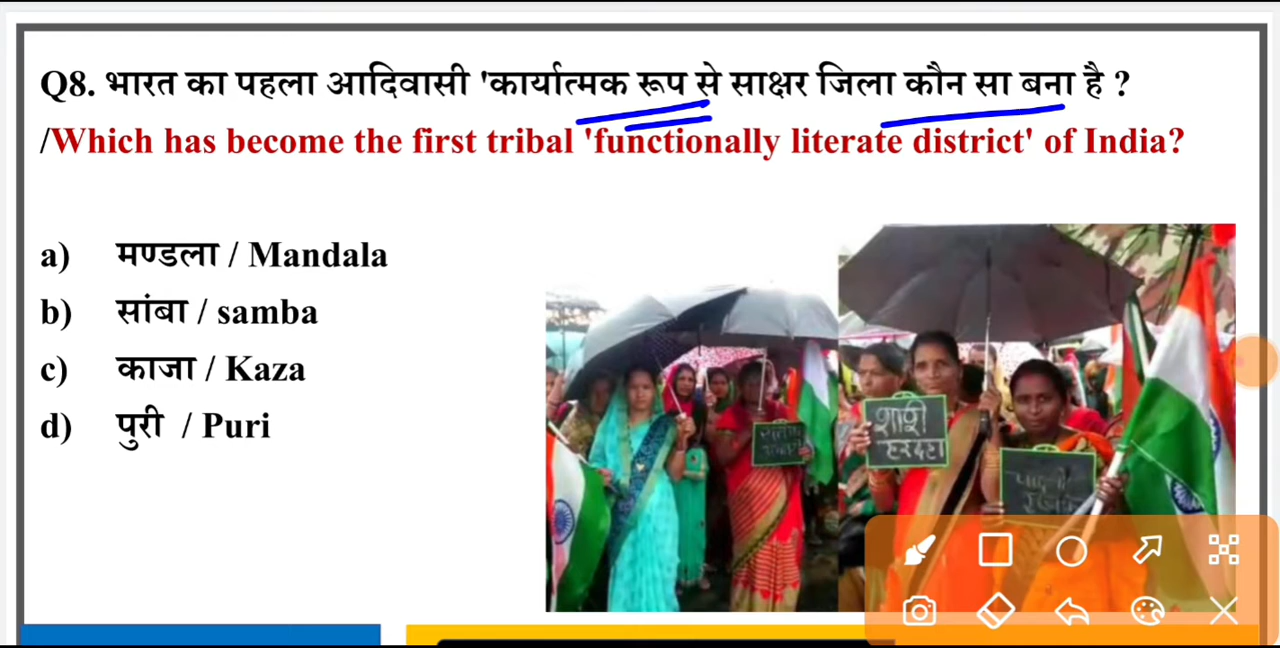 Q8. भारत का पहला आदिवासी 'कार्यात्मक रूप से साक्षर जिला कौन सा बना है ?
/Which has become the first tribal 'functionally literate district' of India?
a) मण्डला / Mandala
b) सांबा / samba
c) काजा / Kaza
d) पुरी / Puri